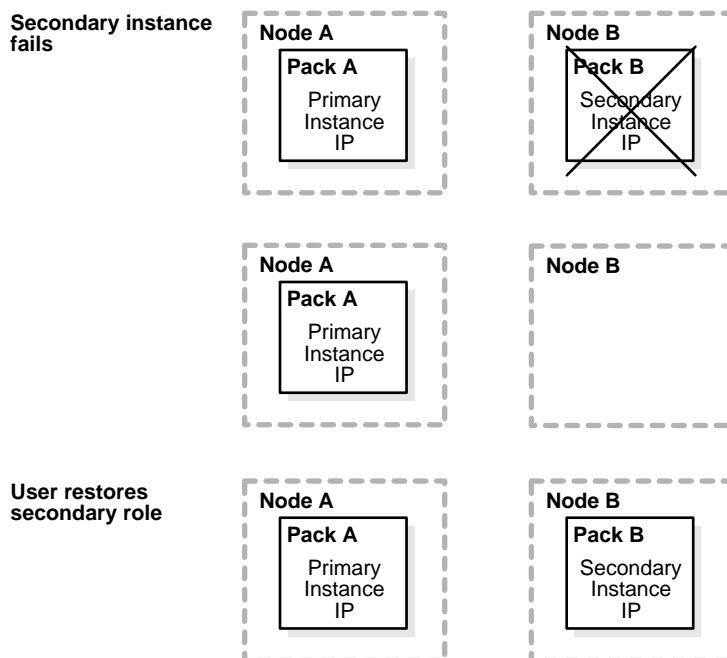 Secondary instance
fails
Node A
Pack A
Primary
Instance
IP
Node B
Pack B
Secondary
Instance
IP
Node A
Pack A
Primary
Instance
IP
Node B
User restores
secondary role
Node A
Pack A
Primary
Instance
IP
Node B
Pack B
Secondary
Instance
IP